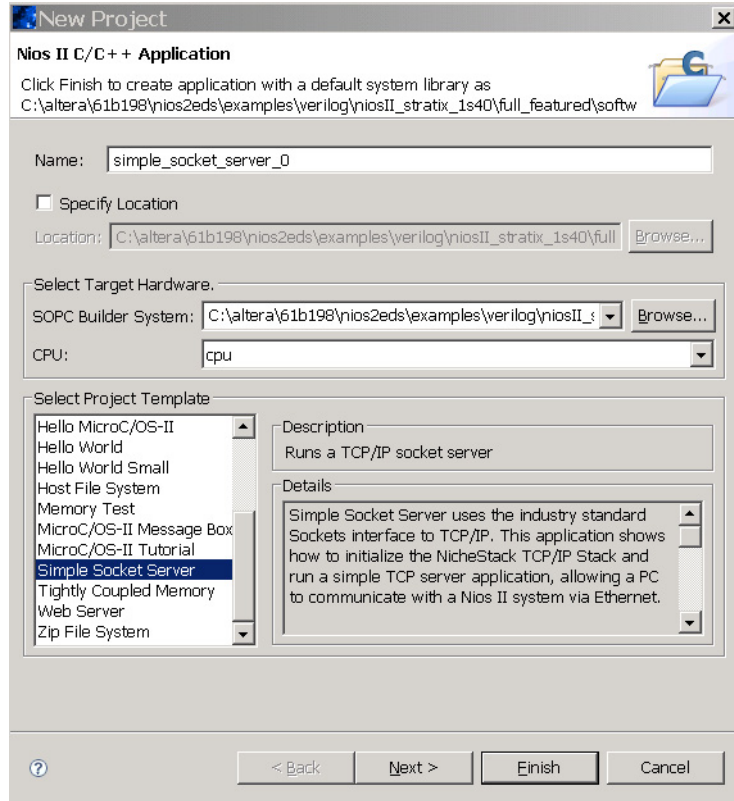 New Project
Nios II C/C++ Application
Click Finish to create application with a default system library as
C:\altera\61b198\nios2eds\examples\verilog\niosII_stratix_1s40\full_featured\softw
Name: simple_socket_server_0
Specify Location
Location: C:\altera\61b198\nios2eds\examples\verilog\niosII_stratix_1s40\full Browse...
Select Target Hardware.
SOPC Builder System: C:\altera\61b198\nios2eds\examples\verilog\niosII_s Browse...
CPU: cpu
Select Project Template
Hello MicroC/OS-II
Hello World
Hello World Small
Host File System
Memory Test
MicroC/OS-II Message Box
MicroC/OS-II Tutorial
Simple Socket Server
Tightly Coupled Memory
Web Server
Zip File System
Description
Runs a TCP/IP socket server
Details
Simple Socket Server uses the industry standard
Sockets interface to TCP/IP. This application shows
how to initialize the NicheStack TCP/IP Stack and
run a simple TCP server application, allowing a PC
to communicate with a Nios II system via Ethernet.
? < Back Next > Finish Cancel